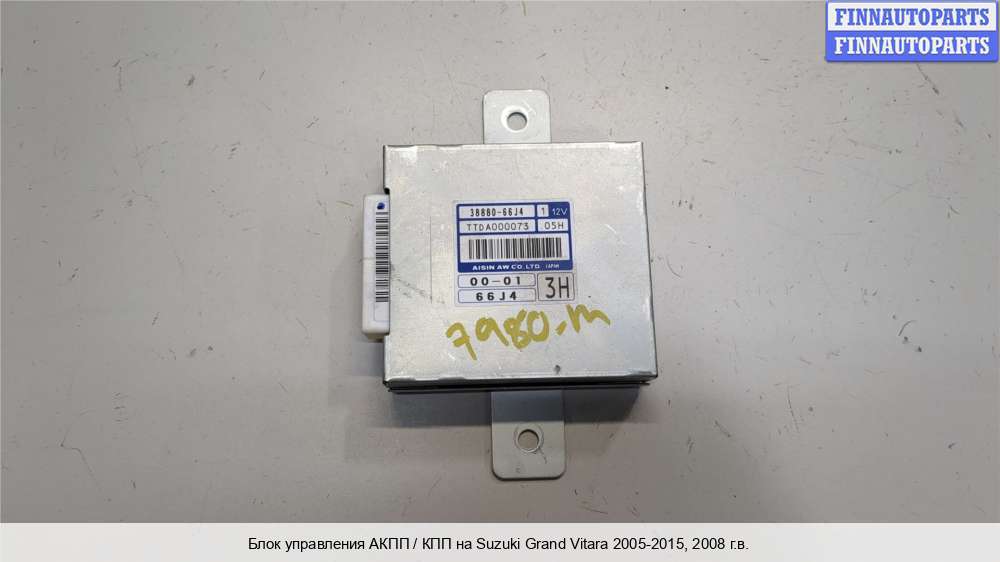 FINNAUTOPARTS
FINNAUTOPARTS
38880-66J4 1 12V
TTDA000073 05H
AISIN AW CO.,LTD. JAPAN
00-01
66J4 3H
7980.m
Блок управления АКПП / КПП на Suzuki Grand Vitara 2005-2015, 2008 г.в.